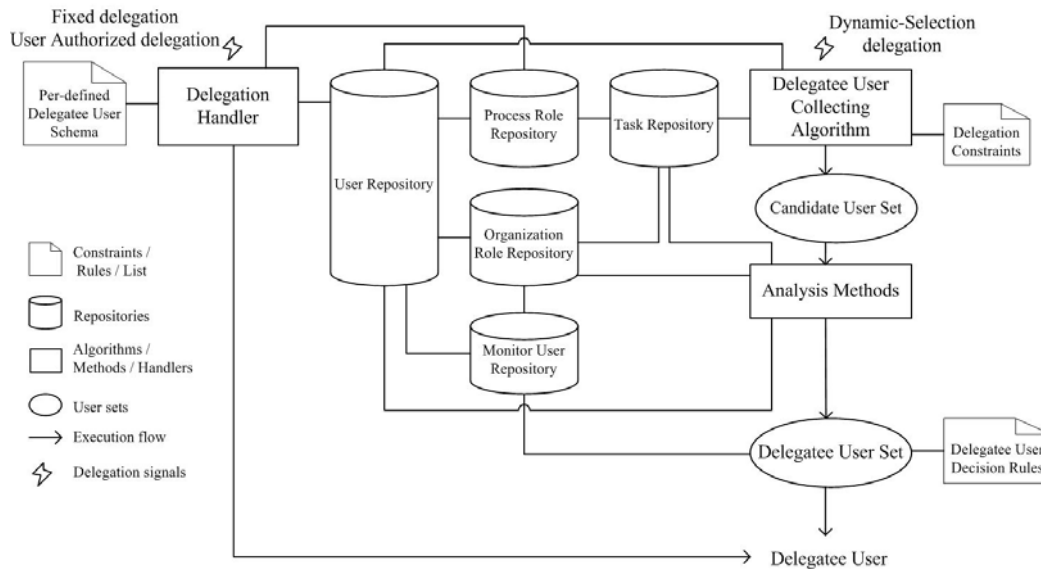 Fixed delegation
User Authorized delegation
Dynamic-Selection
delegation
Per-defined
Delegatee User
Schema
Delegation
Handler
User Repository
Process Role
Repository
Task Repository
Delegatee User
Collecting
Algorithm
Delegation
Constraints
Candidate User Set
Organization
Role Repository
Analysis Methods
Monitor User
Repository
Delegatee User Set
Delegatee User
Decision Rules
Delegatee User
Constraints /
Rules / List
Repositories
Algorithms /
Methods / Handlers
User sets
Execution flow
Delegation signals